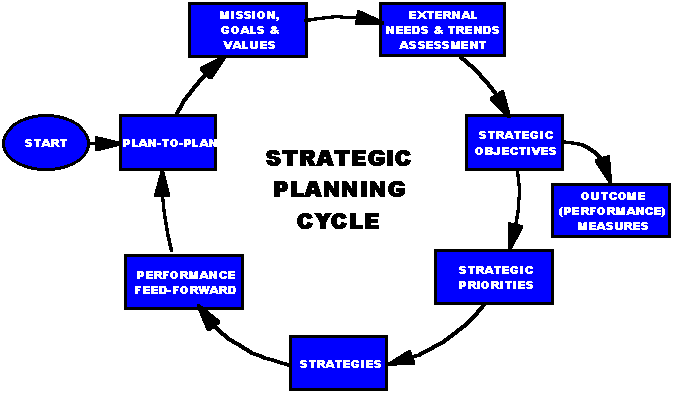 MISSION,
GOALS &
VALUES
EXTERNAL
NEEDS & TRENDS
ASSESSMENT
START
PLAN-TO-PLAN
STRATEGIC
OBJECTIVES
STRATEGIC
PLANNING
CYCLE
OUTCOME
(PERFORMANCE)
MEASURES
PERFORMANCE
FEED-FORWARD
STRATEGIC
PRIORITIES
STRATEGIES